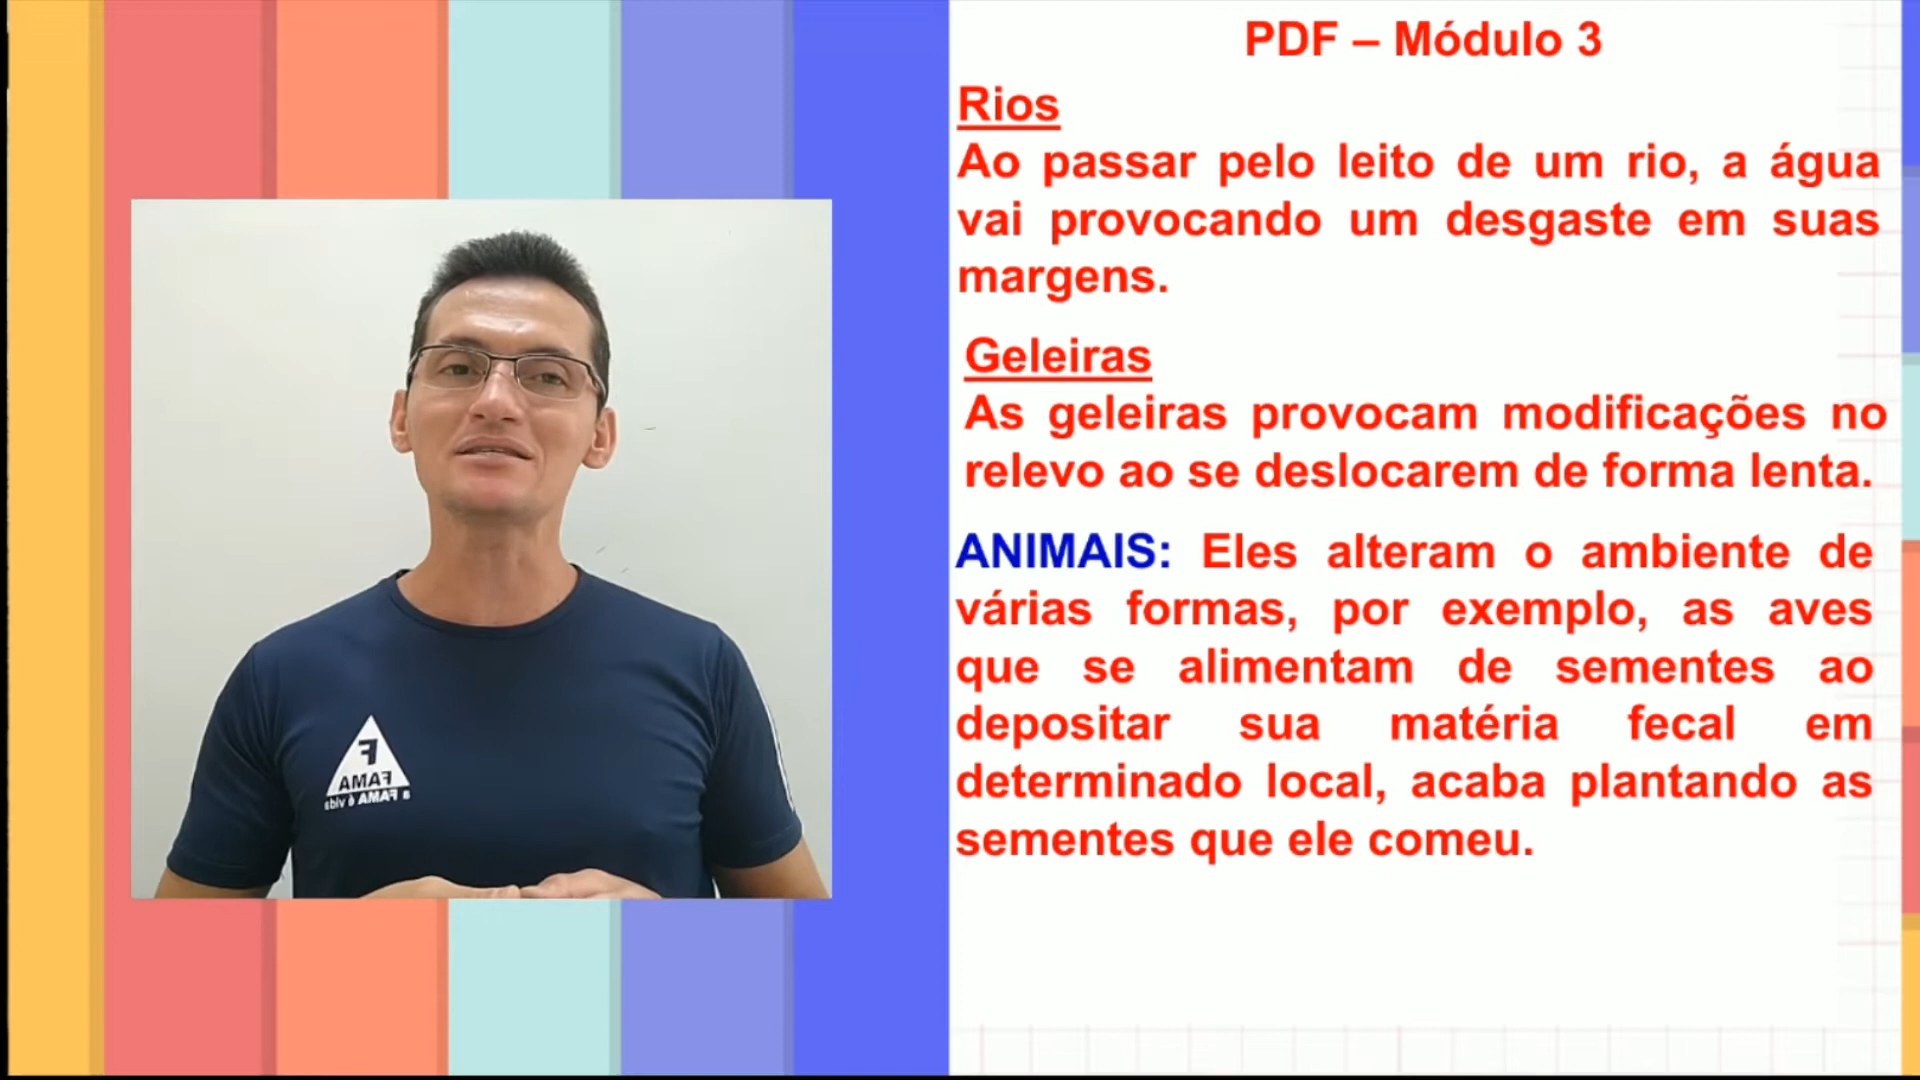 PDF – Módulo 3
Rios
Ao passar pelo leito de um rio, a água
vai provocando um desgaste em suas
margens.
Geleiras
As geleiras provocam modificações no
relevo ao se deslocarem de forma lenta.
ANIMAIS: Eles alteram o ambiente de
várias formas, por exemplo, as aves
que se alimentam de sementes ao
depositar sua matéria fecal em
determinado local, acaba plantando as
sementes que ele comeu.
F
FAMA
a FAMA é vida